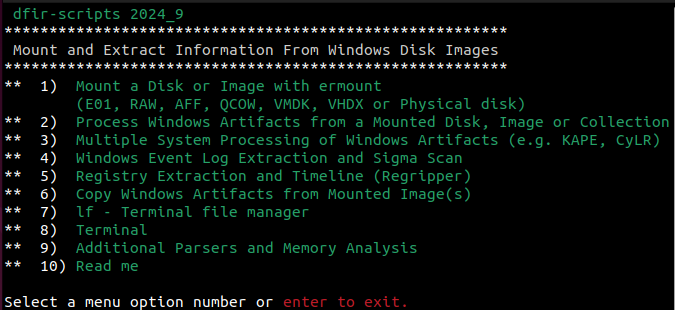 dfir-scripts 2024_9
********************************************************
Mount and Extract Information From Windows Disk Images
********************************************************
** 1) Mount a Disk or Image with ermount
(E01, RAW, AFF, QCOW, VMDK, VHDX or Physical disk)
** 2) Process Windows Artifacts from a Mounted Disk, Image or Collection
** 3) Multiple System Processing of Windows Artifacts (e.g. KAPE, CyLR)
** 4) Windows Event Log Extraction and Sigma Scan
** 5) Registry Extraction and Timeline (Regripper)
** 6) Copy Windows Artifacts from Mounted Image(s)
** 7) lf - Terminal file manager
** 8) Terminal
** 9) Additional Parsers and Memory Analysis
** 10) Read me
Select a menu option number or enter to exit.